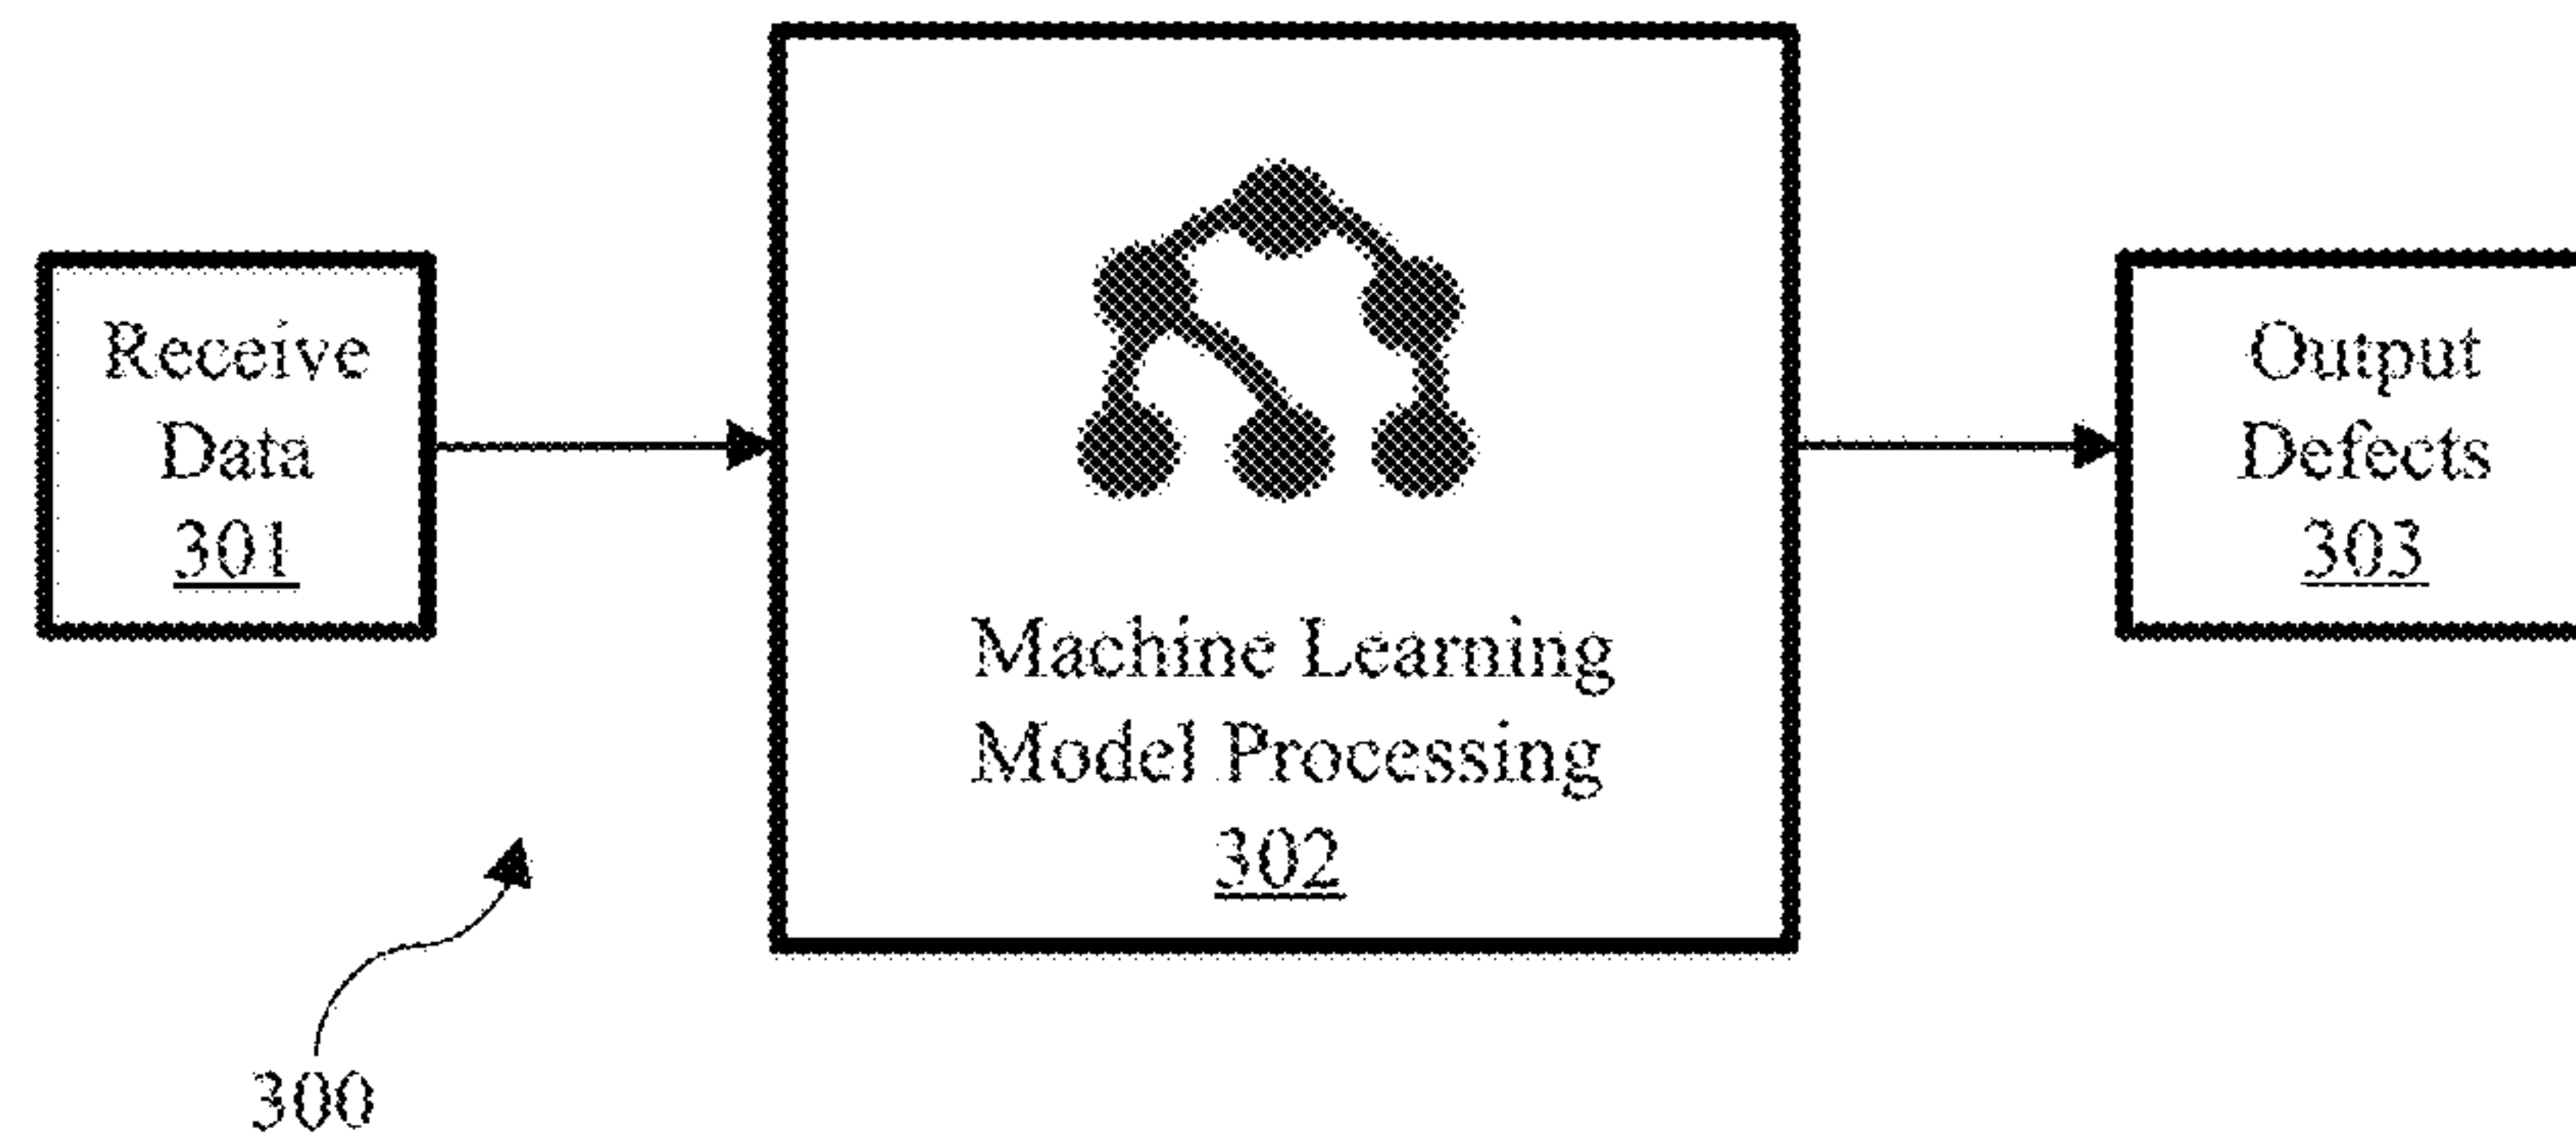 Receive
Data
301
Machine Learning
Model Processing
302
Output
Defects
303
300